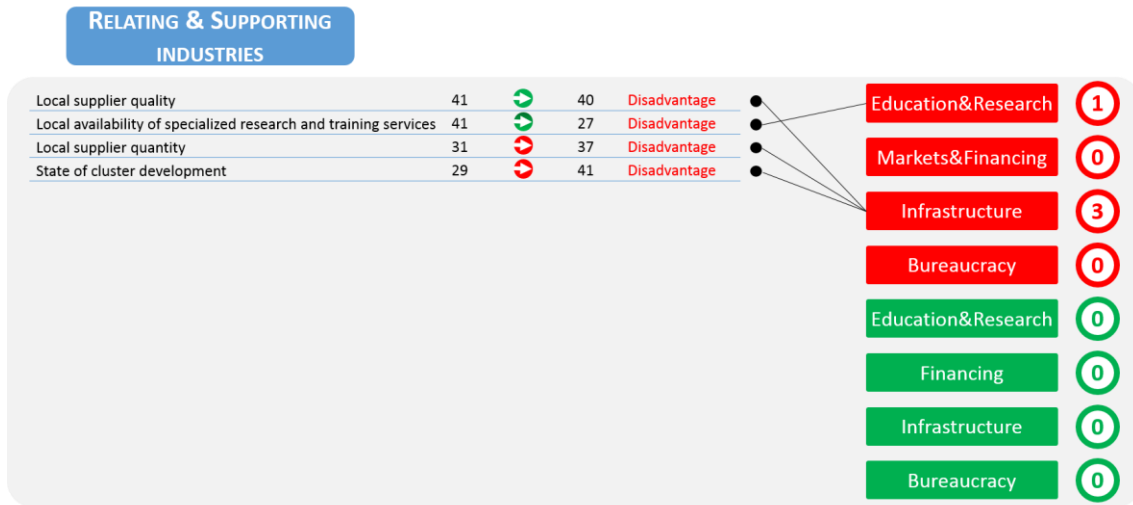 RELATING & SUPPORTING
INDUSTRIES
Local supplier quality 41 40 Disadvantage
Local availability of specialized research and training services 41 27 Disadvantage
Local supplier quantity 31 37 Disadvantage
State of cluster development 29 41 Disadvantage
Education&Research 1
Markets&Financing 0
Infrastructure 3
Bureaucracy 0
Education&Research 0
Financing 0
Infrastructure 0
Bureaucracy 0